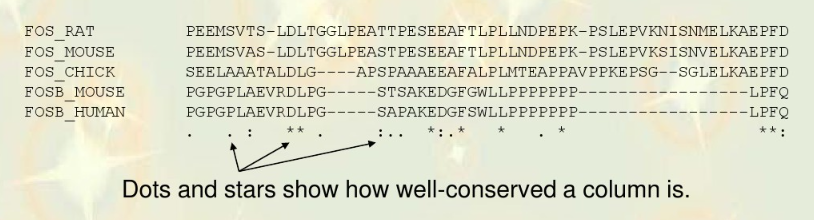 FOS_RAT PEEMSVTS-LDLTGGLPEATTPESEEAFTLPLLNDPEPK-PSLEPVKNISNMELKAEPFD
FOS_MOUSE PEEMSVAS-LDLTGGLPEASTPESEEAFTLPLLNDPEPK-PSLEPVKSISNVELKAEPFD
FOS_CHICK SEELAAATALDLG----APSPAAAEEAFALPLMTEAPPAVPPKEPSG--SGLELKAEPFD
FOSB_MOUSE PGPGPLAEVRDLPG-----STSAKEDGFGWLLPPPPPPP-----------------LPFQ
FOSB_HUMAN PGPGPLAEVRDLPG-----SAPAKEDGFSWLLPPPPPPP-----------------LPFQ
. . : ** . :.. *:.* * . * **:
Dots and stars show how well-conserved a column is.